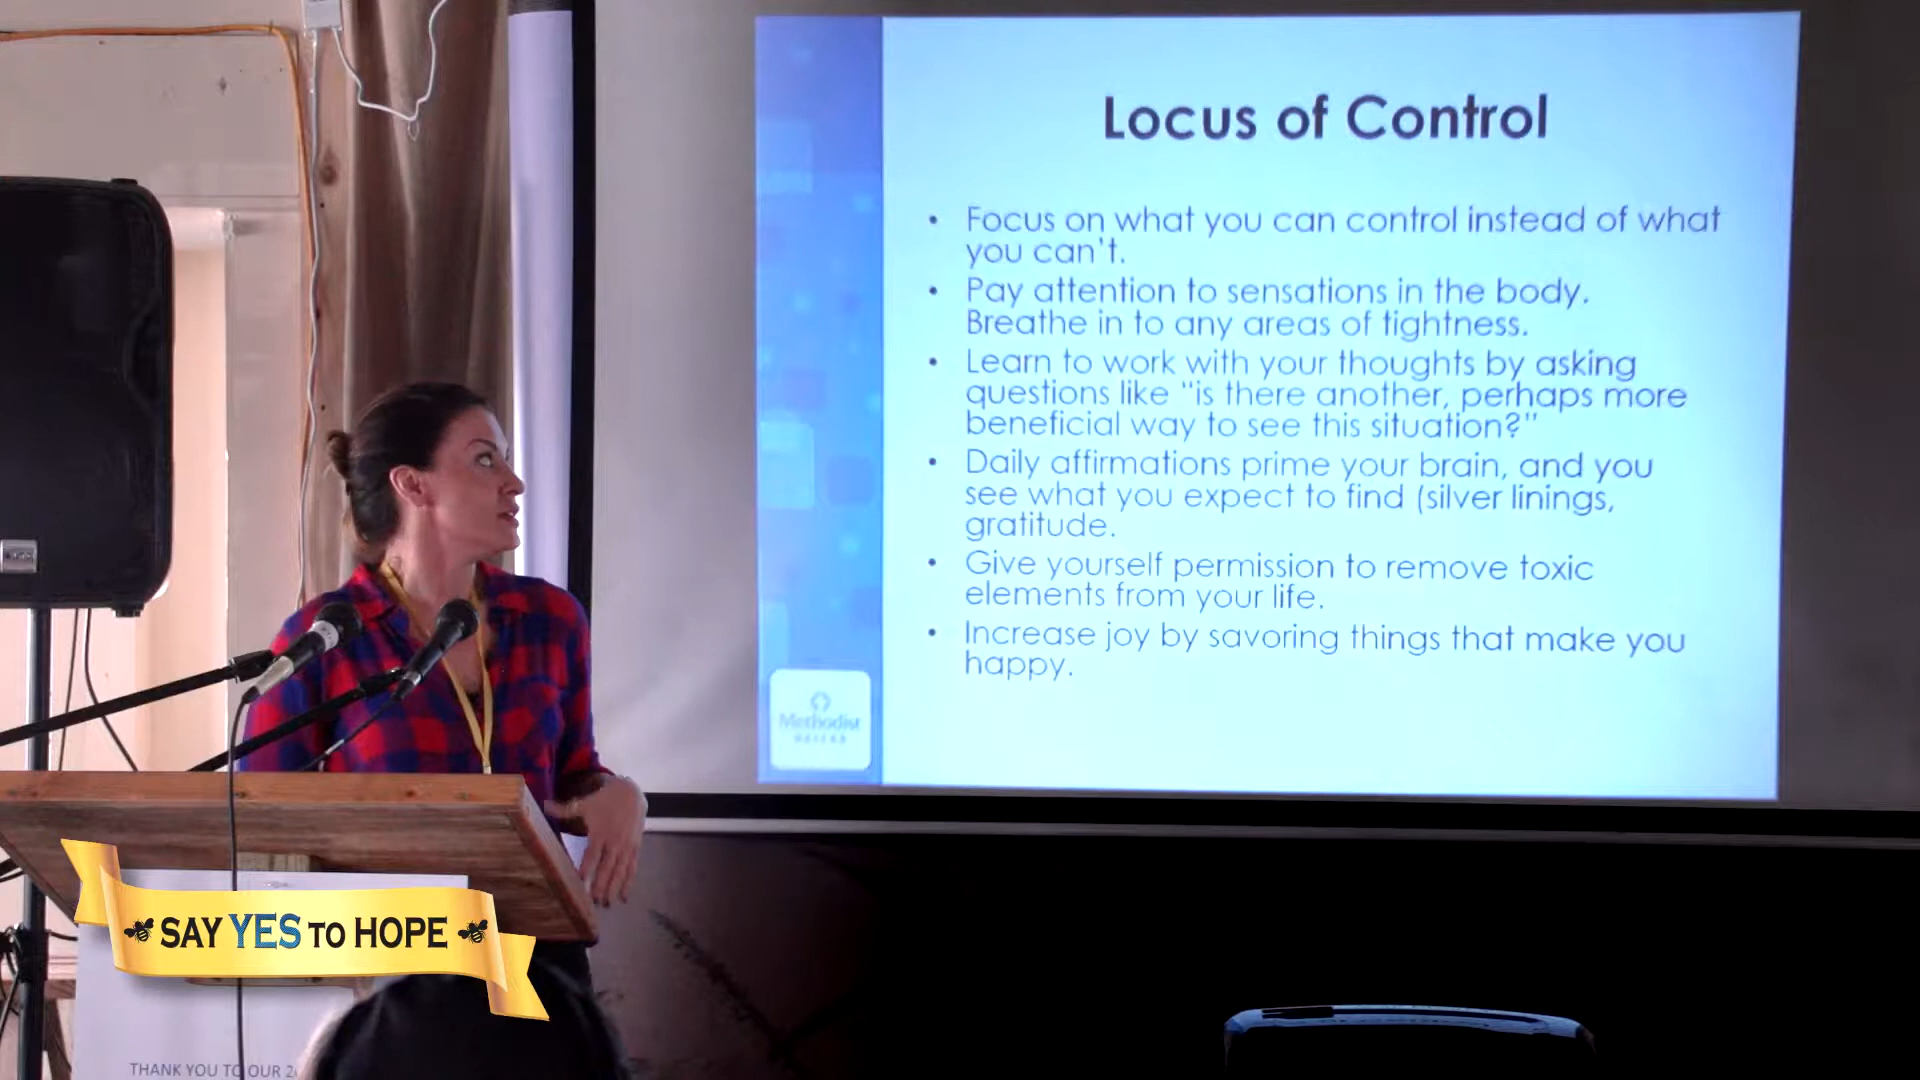 Locus of Control
• Focus on what you can control instead of what
you can't.
• Pay attention to sensations in the body.
Breathe in to any areas of tightness.
• Learn to work with your thoughts by asking
questions like "is there another, perhaps more
beneficial way to see this situation?"
• Daily affirmations prime your brain, and you
see what you expect to find (silver linings,
gratitude.
• Give yourself permission to remove toxic
elements from your life.
• Increase joy by savoring things that make you
happy.
Methodist
SAY YES TO HOPE
THANK YOU TO OUR